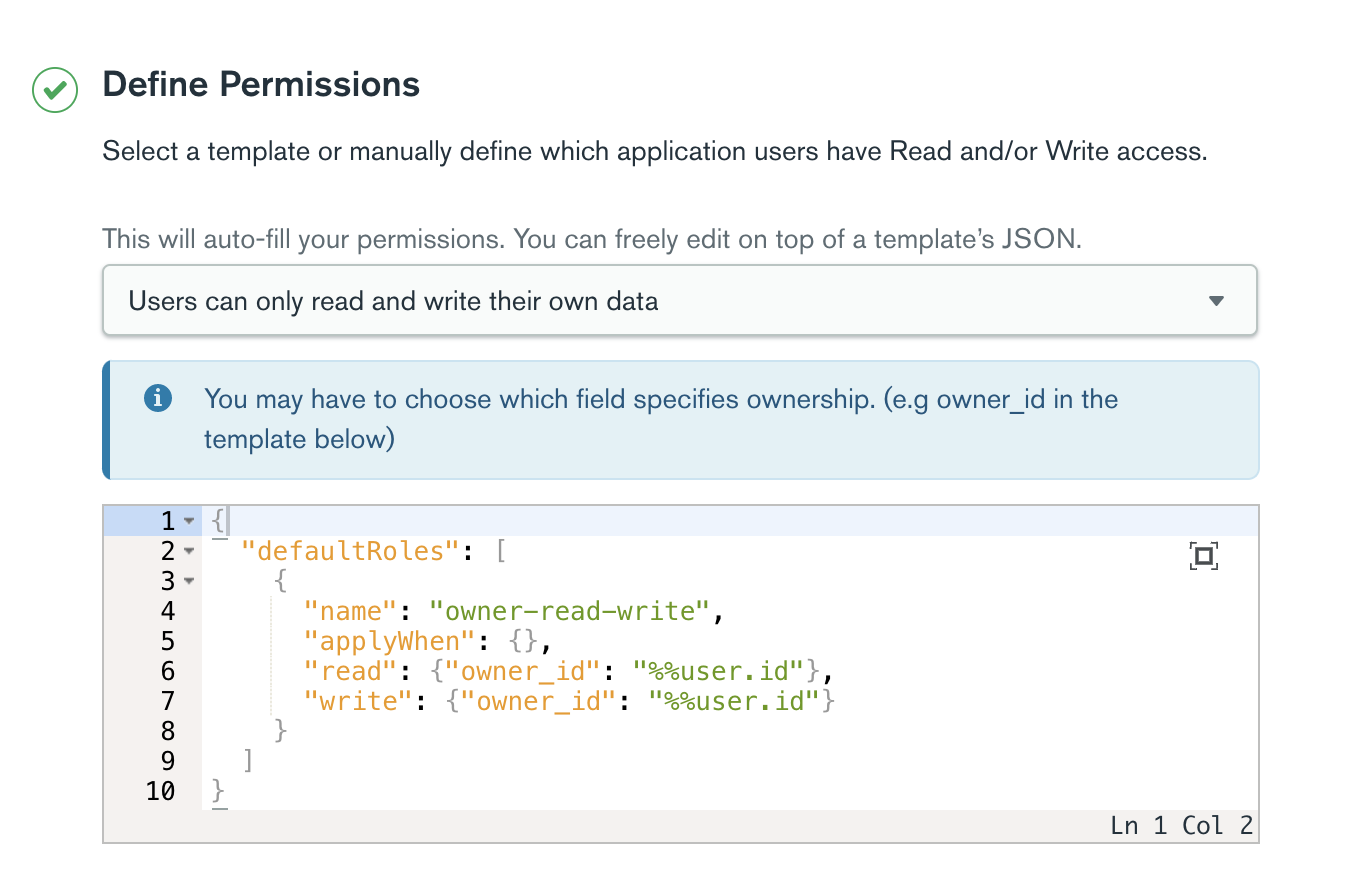 Define Permissions
Select a template or manually define which application users have Read and/or Write access.
This will auto-fill your permissions. You can freely edit on top of a template’s JSON.
Users can only read and write their own data
You may have to choose which field specifies ownership. (e.g owner_id in the
template below)
1 {
2   "defaultRoles": [
3     {
4       "name": "owner-read-write",
5       "applyWhen": {},
6       "read": {"owner_id": "%%user.id"},
7       "write": {"owner_id": "%%user.id"}
8     }
9   ]
10 }
Ln 1 Col 2